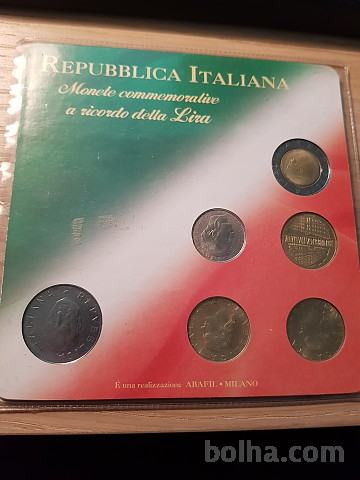 REPUBBLICA ITALIANA
Monete commemorative
a ricordo della Lira
È una realizzazione ABAFIL • MILANO
bolha.com